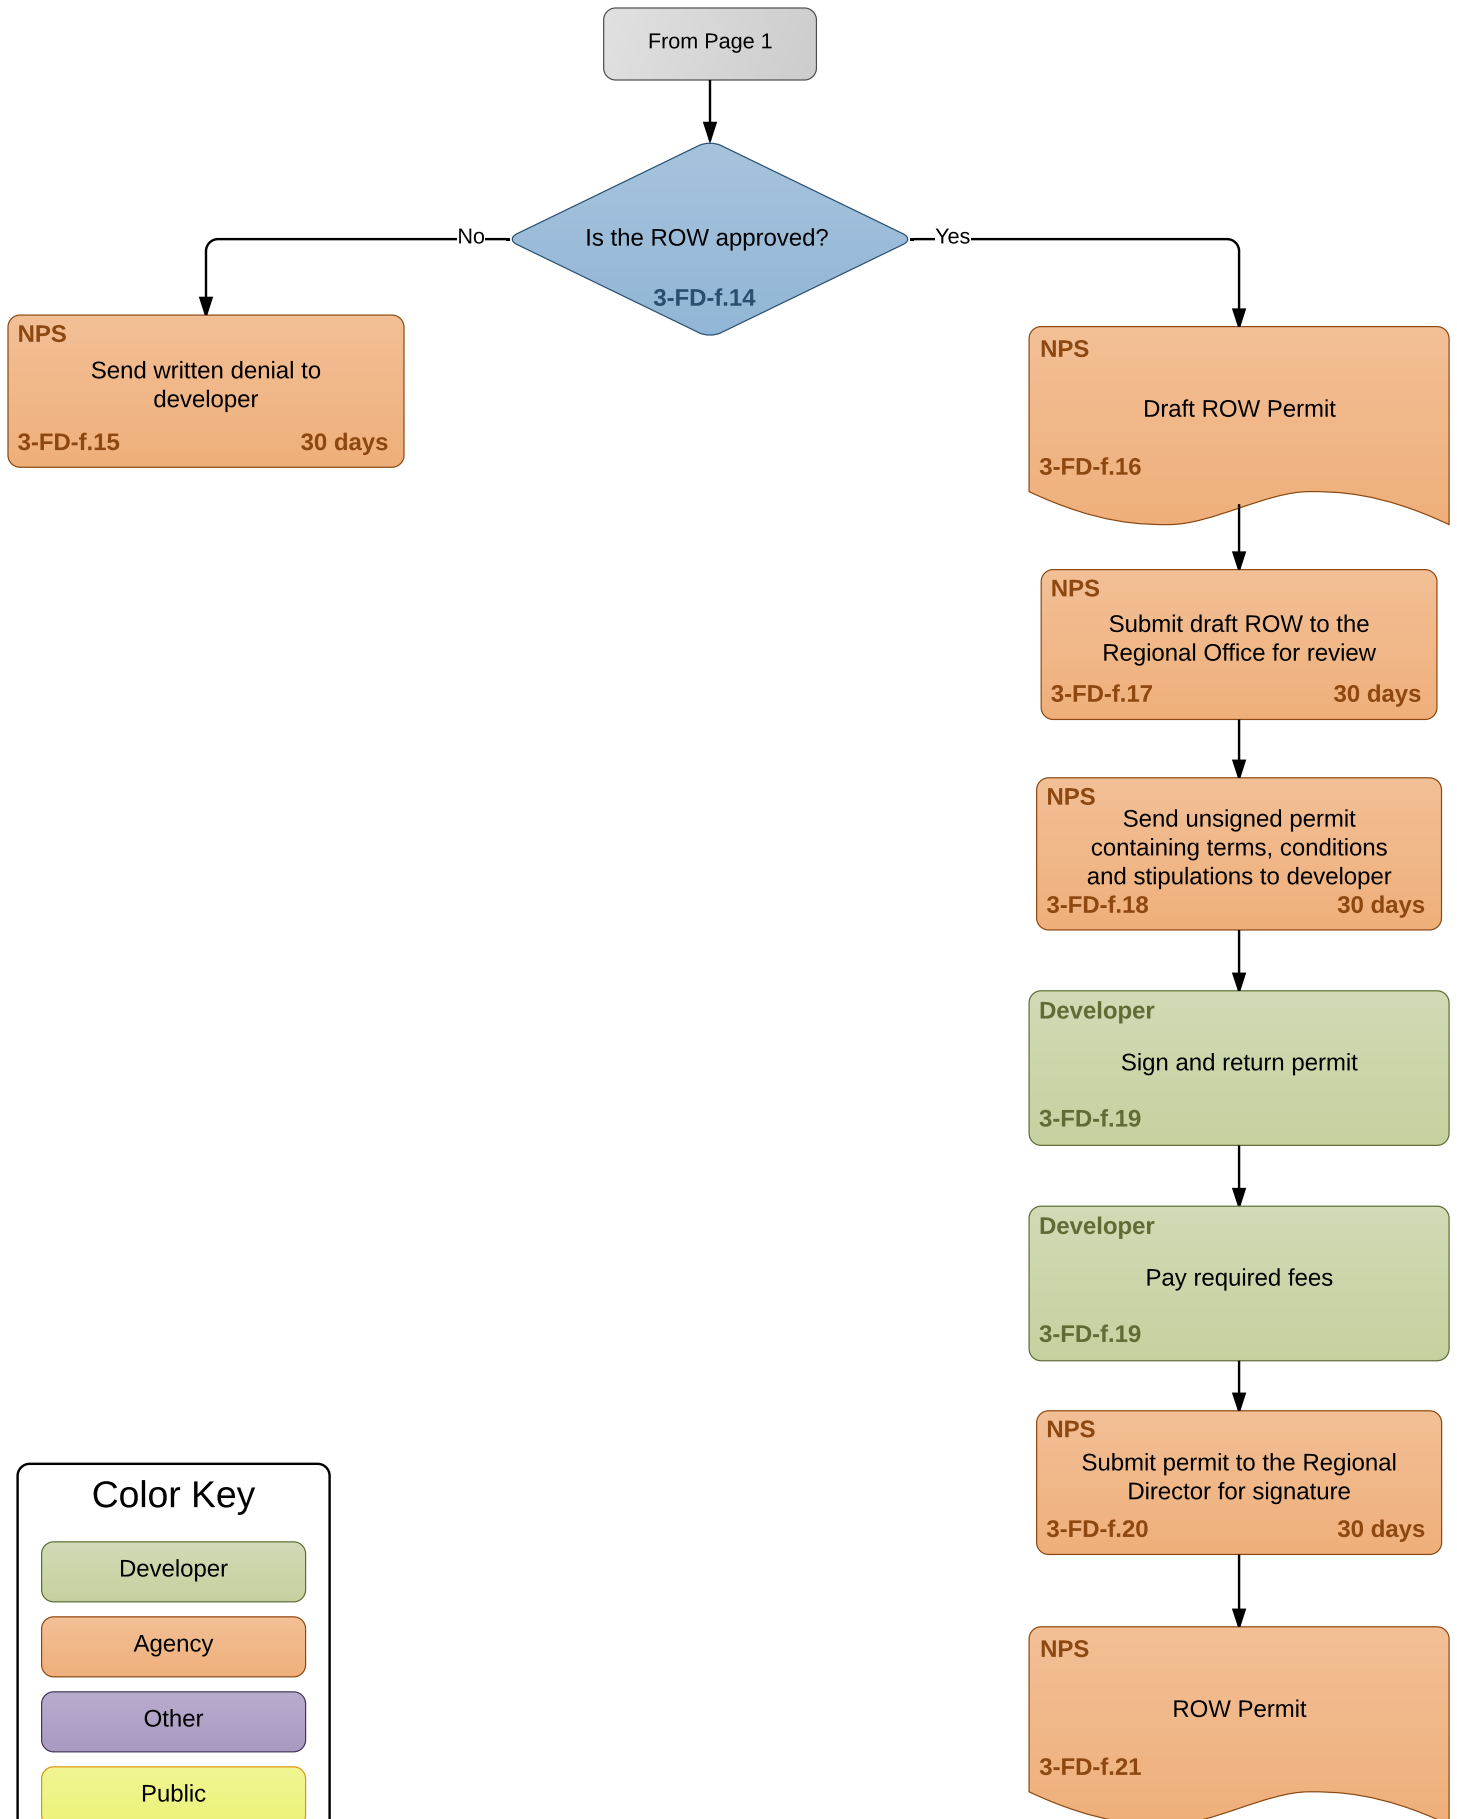 From Page 1
Is the ROW approved?
3-FD-f.14
No
Yes
NPS
Send written denial to
developer
3-FD-f.15 30 days
NPS
Draft ROW Permit
3-FD-f.16
NPS
Submit draft ROW to the
Regional Office for review
3-FD-f.17 30 days
NPS
Send unsigned permit
containing terms, conditions
and stipulations to developer
3-FD-f.18 30 days
Developer
Sign and return permit
3-FD-f.19
Developer
Pay required fees
3-FD-f.19
NPS
Submit permit to the Regional
Director for signature
3-FD-f.20 30 days
NPS
ROW Permit
3-FD-f.21
Color Key
Developer
Agency
Other
Public